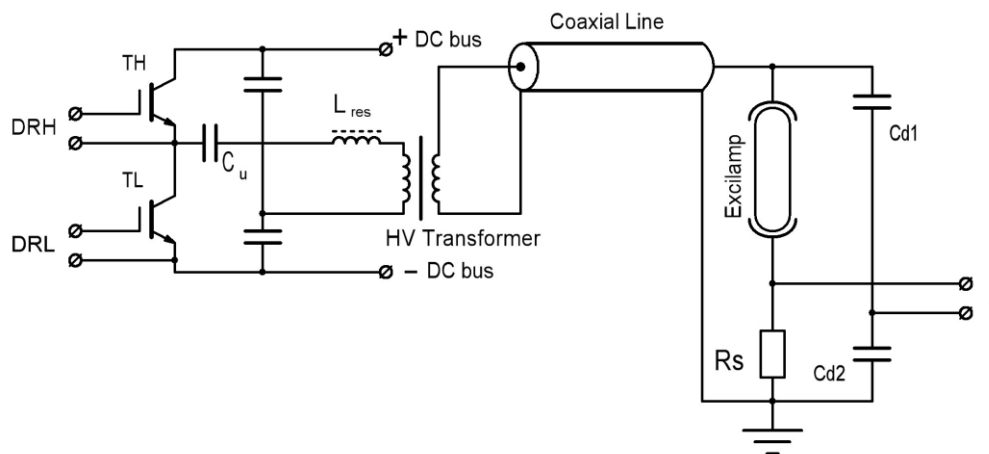 Coaxial Line
+ DC bus
TH
DRH
L res
C u
Cd1
TL
Excilamp
DRL
HV Transformer
− DC bus
Rs
Cd2